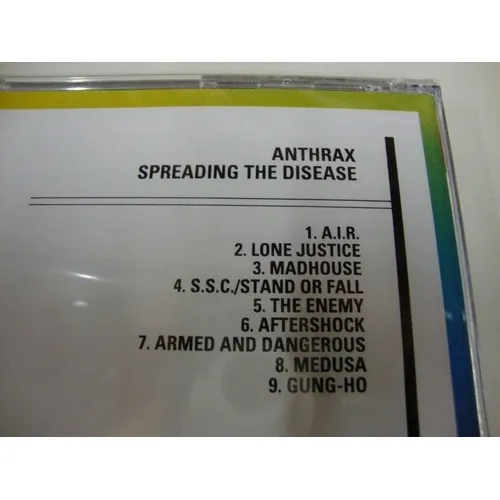 ANTHRAX
SPREADING THE DISEASE
1. A.I.R.
2. LONE JUSTICE
3. MADHOUSE
4. S.S.C./STAND OR FALL
5. THE ENEMY
6. AFTERSHOCK
7. ARMED AND DANGEROUS
8. MEDUSA
9. GUNG-HO